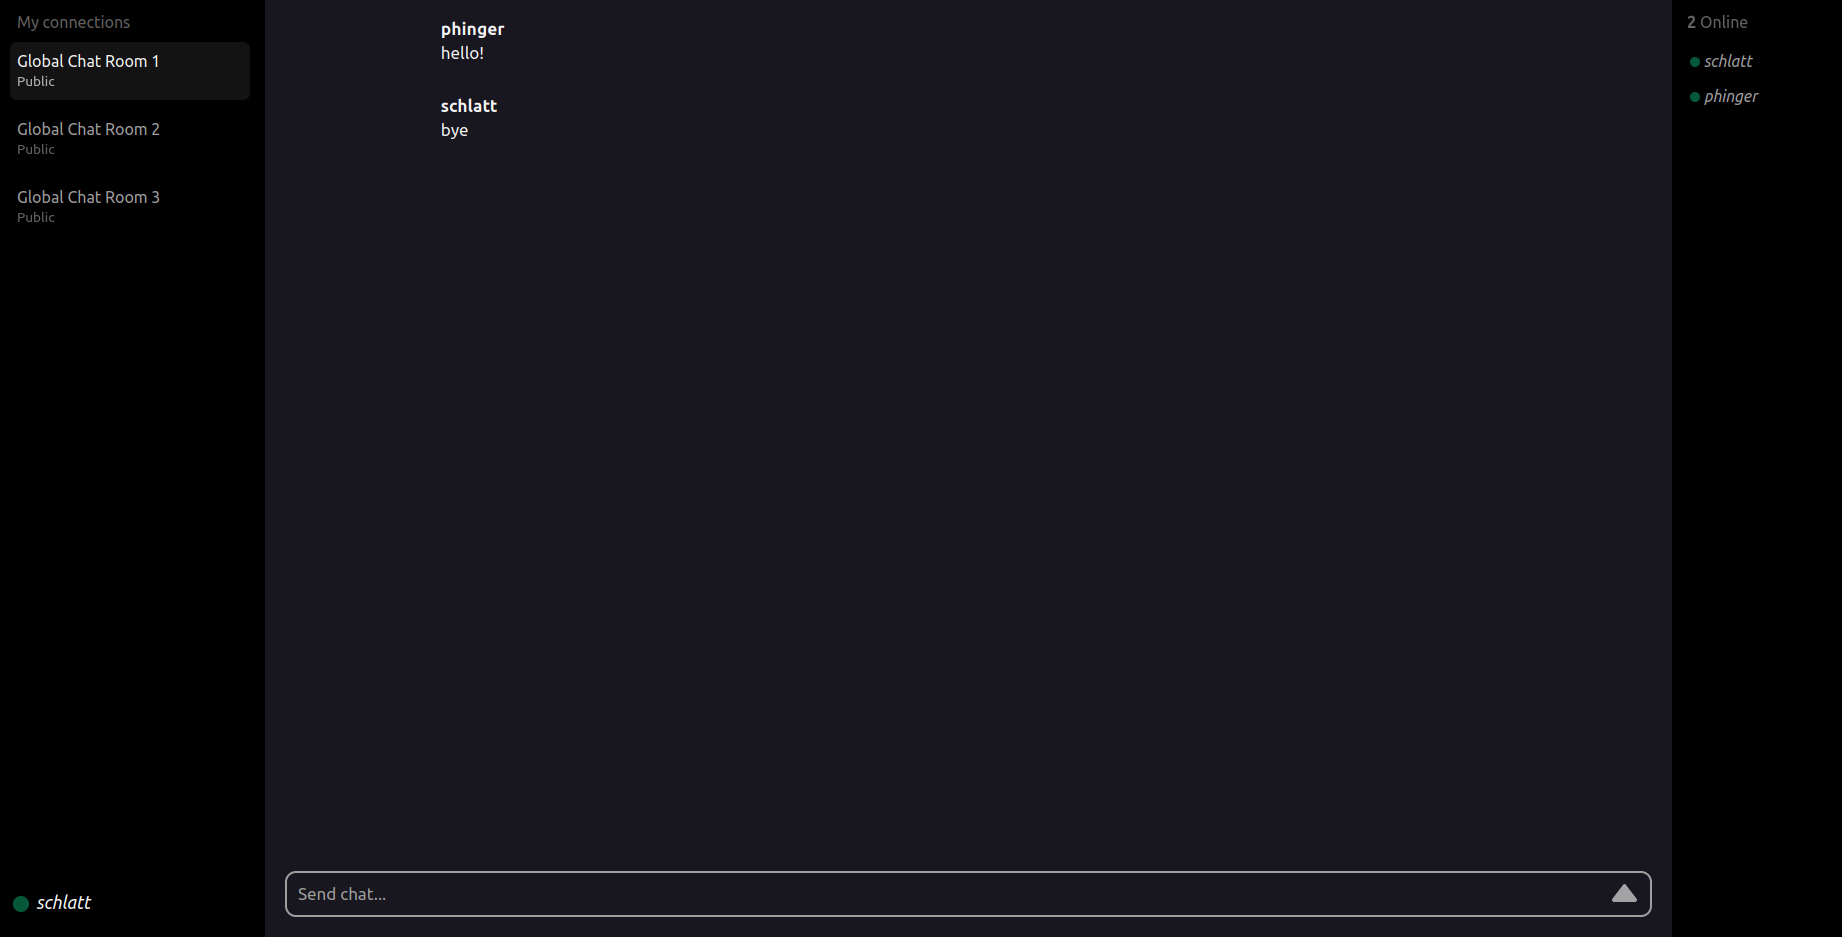 My connections
Global Chat Room 1
Public
Global Chat Room 2
Public
Global Chat Room 3
Public
schlatt
phinger
hello!
schlatt
bye
Send chat...
2 Online
schlatt
phinger